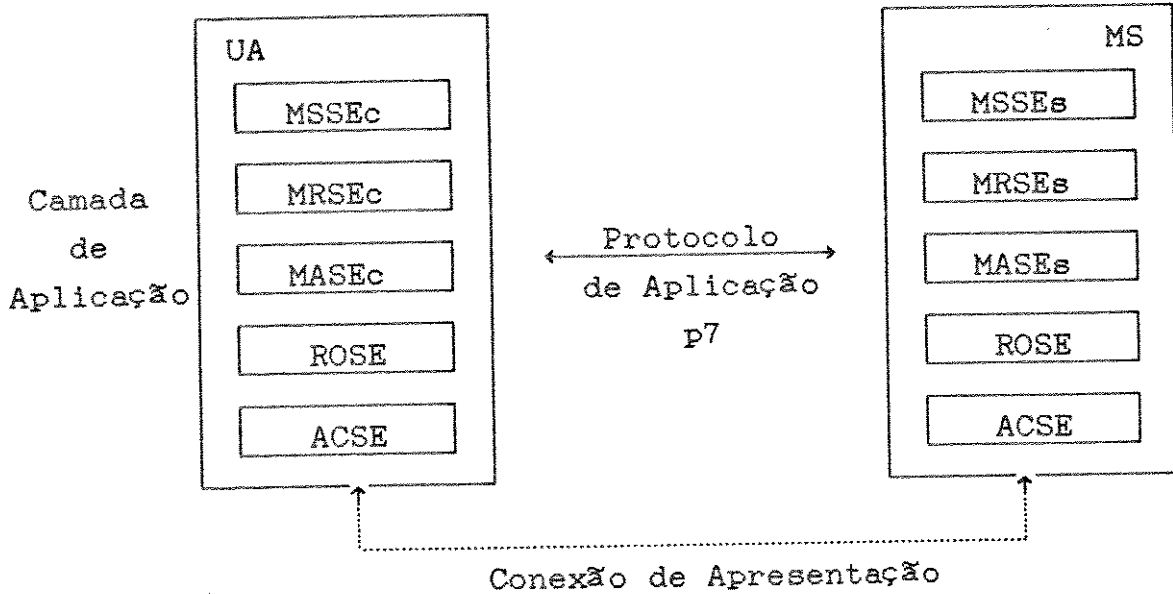 UA
MSSEc
MRSEc
MASEc
ROSE
ACSE
Camada
de
Aplicação
Protocolo
de Aplicação
p7
MS
MSSEs
MRSEs
MASEs
ROSE
ACSE
Conexão de Apresentação